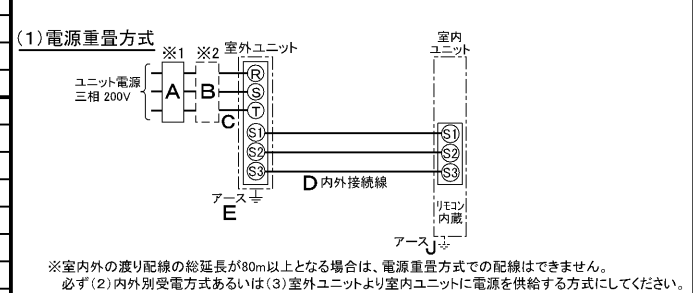 (1)電源重畳方式
※1 ※2 室外ユニット
室内
ユニット
ユニット電源
三相 200V
A B
C
R
S
T
S1
S2
S3
S1
S2
S3
D 内外接続線
アース
E
リモコン
内蔵
アース J
※室内外の渡り配線の総延長が80m以上となる場合は、電源重畳方式での配線はできません。
必ず(2)内外別受電方式あるいは(3)室外ユニットより室内ユニットに電源を供給する方式にしてください。